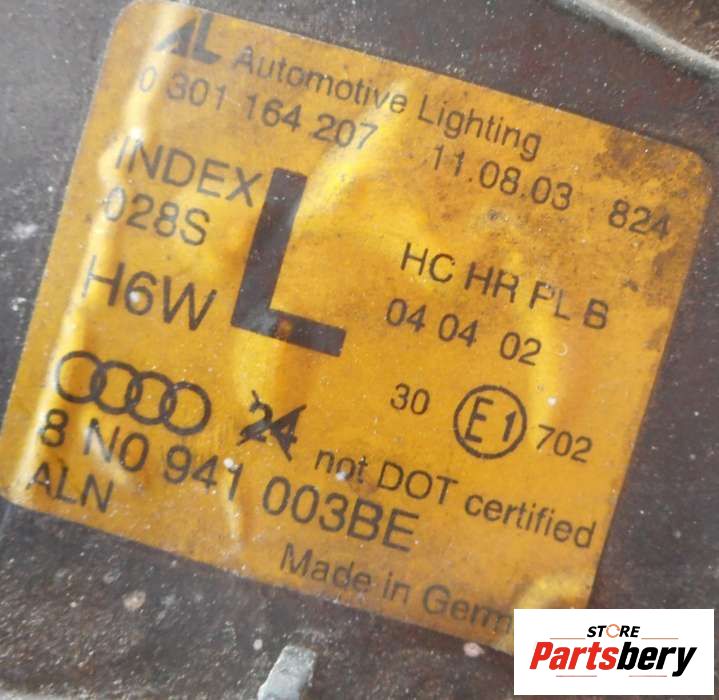 AL Automotive Lighting
0 301 164 207 11.08.03 824
INDEX
028S
L
HC HR PL B
04 04 02
H6W
30 E1 702
24
not DOT certified
8 N0 941 003BE
ALN
Made in Germ
STORE
Partsbery